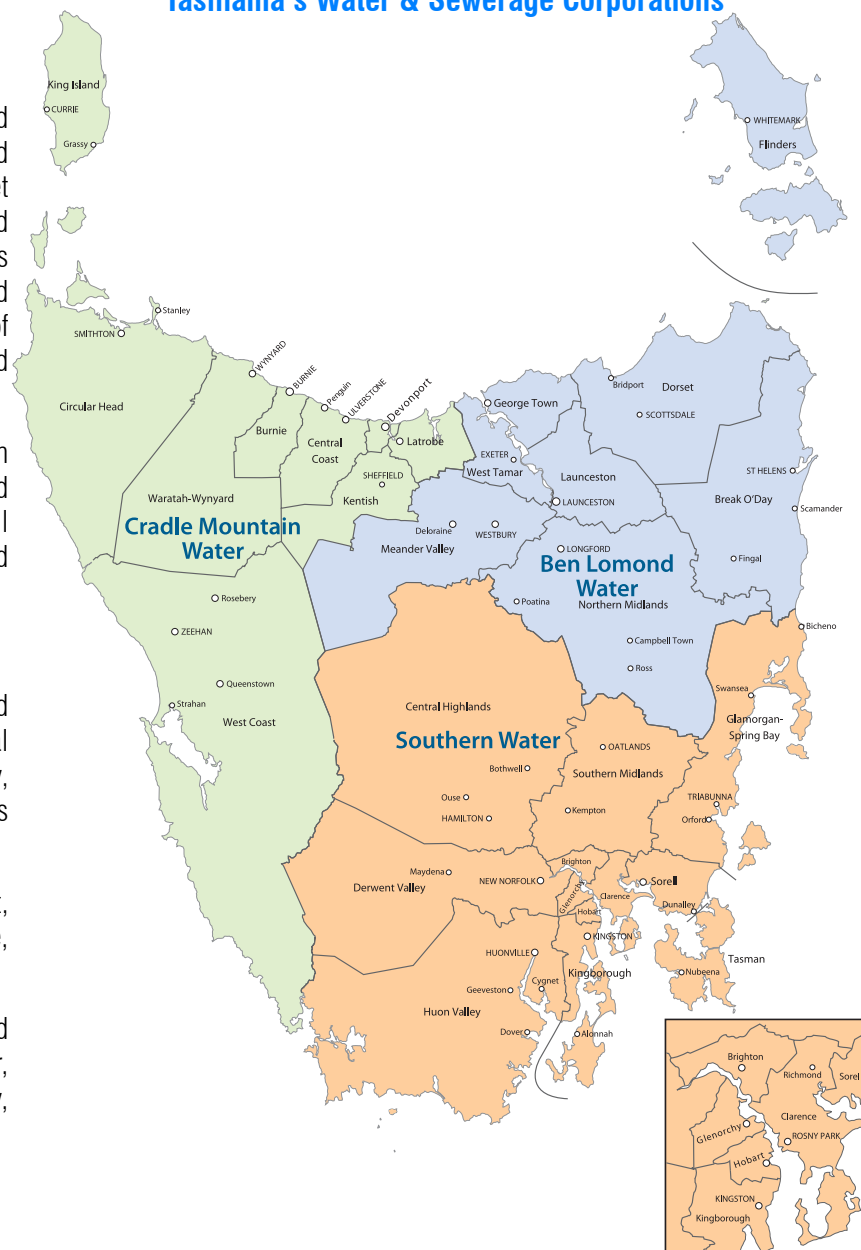 Tasmania's Water & Sewerage Corporations
King Island
CURRIE
Grassy
WHITEMARK
Flinders
d
d
et
d
s
d
of
d
n
d
l
d
d
al
y,
s
t,
e,
d
r,
y,
Stanley
SMITHTON
WYNYARD
BURNIE
Penguin
ULVERSTONE
Devonport
Circular Head
Burnie
Central
Coast
Latrobe
SHEFFIELD
Kentish
Waratah-Wynyard
Cradle Mountain
Water
George Town
Bridport
Dorset
SCOTTSDALE
EXETER
West Tamar
Launceston
LAUNCESTON
ST HELENS
Break O'Day
Scamander
Deloraine
WESTBURY
Meander Valley
LONGFORD
Ben Lomond
Water
Northern Midlands
Fingal
Poatina
Campbell Town
Ross
Bicheno
Rosebery
ZEEHAN
Queenstown
Strahan
West Coast
Central Highlands
Southern Water
Bothwell
Ouse
HAMILTON
Swansea
Glamorgan-
Spring Bay
OATLANDS
Southern Midlands
Kempton
TRIABUNNA
Orford
Maydena
Derwent Valley
NEW NORFOLK
Brighton
Glenorchy
Hobart
Clarence
Sorell
Dunalley
KINGSTON
Kingborough
Tasman
Nubeena
HUONVILLE
Cygnet
Geeveston
Huon Valley
Dover
Alonnah
Brighton
Richmond
Sorel
Clarence
Glenorchy
ROSNY PARK
Hobart
KINGSTON
Kingborough